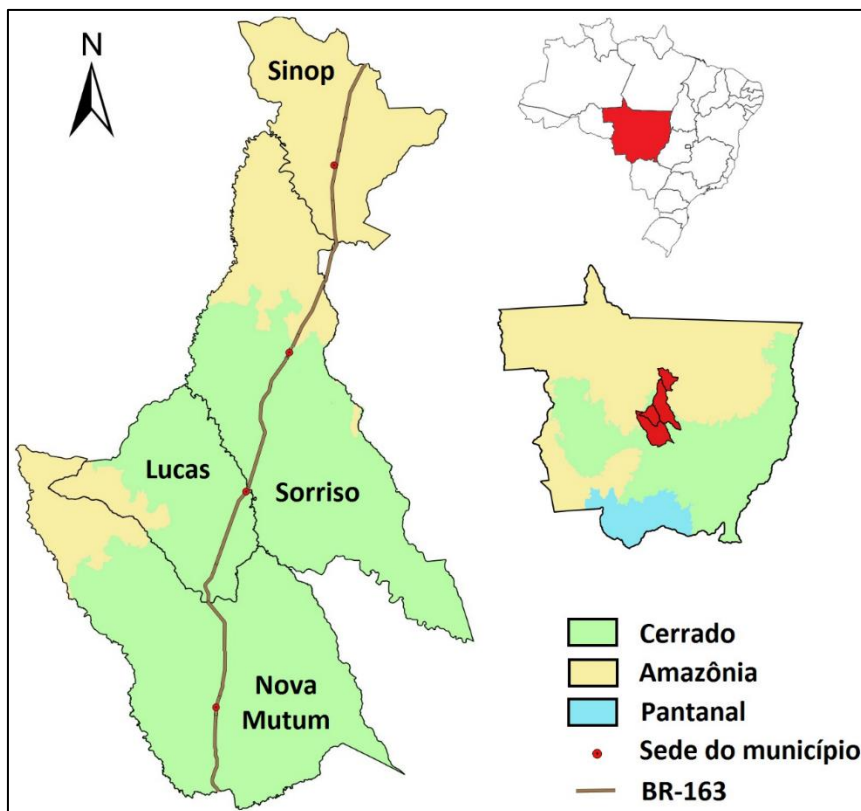 N
Sinop
Lucas
Sorriso
Nova
Mutum
Cerrado
Amazônia
Pantanal
Sede do município
BR-163